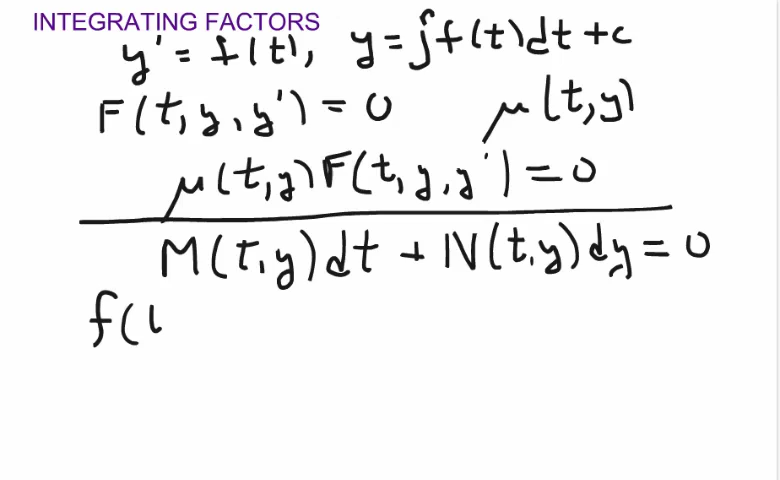 INTEGRATING FACTORS
y' = f(t), y = ∫f(t)dt + c
F(t, y, y') = 0 μ(t, y)
μ(t, y) F(t, y, y') = 0
M(t, y)dt + N(t, y)dy = 0
f(